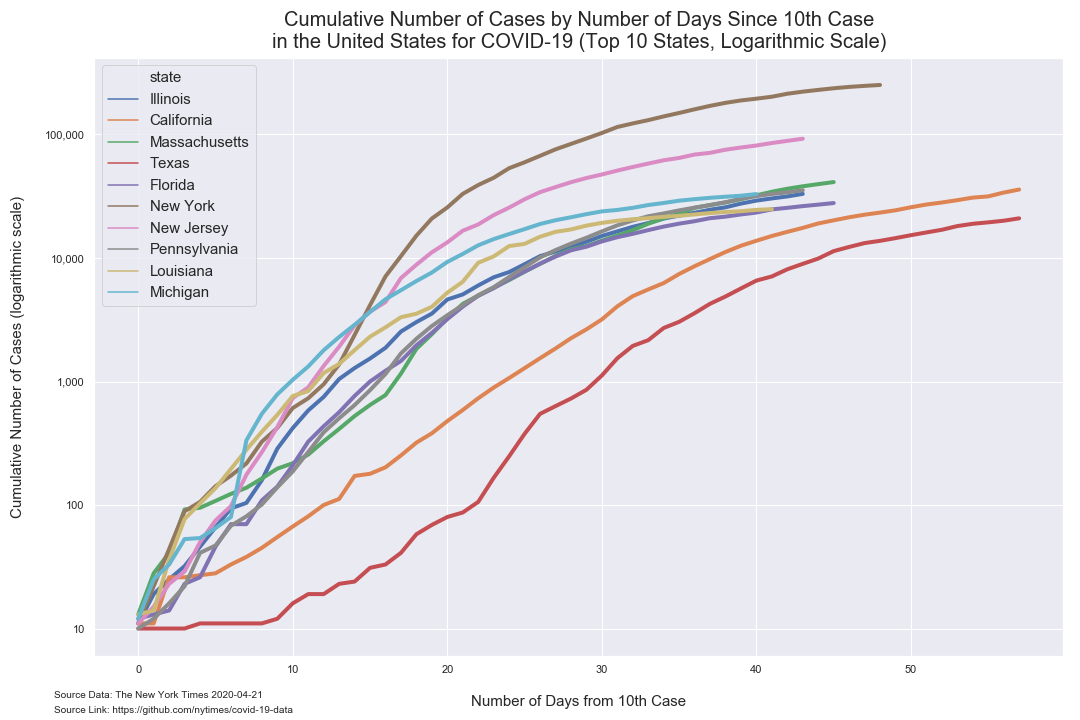 Cumulative Number of Cases by Number of Days Since 10th Case
in the United States for COVID-19 (Top 10 States, Logarithmic Scale)
state
Illinois
California
Massachusetts
Texas
Florida
New York
New Jersey
Pennsylvania
Louisiana
Michigan
Cumulative Number of Cases (logarithmic scale)
100,000
10,000
1,000
100
10
0 10 20 30 40 50
Number of Days from 10th Case
Source Data: The New York Times 2020-04-21
Source Link: https://github.com/nytimes/covid-19-data